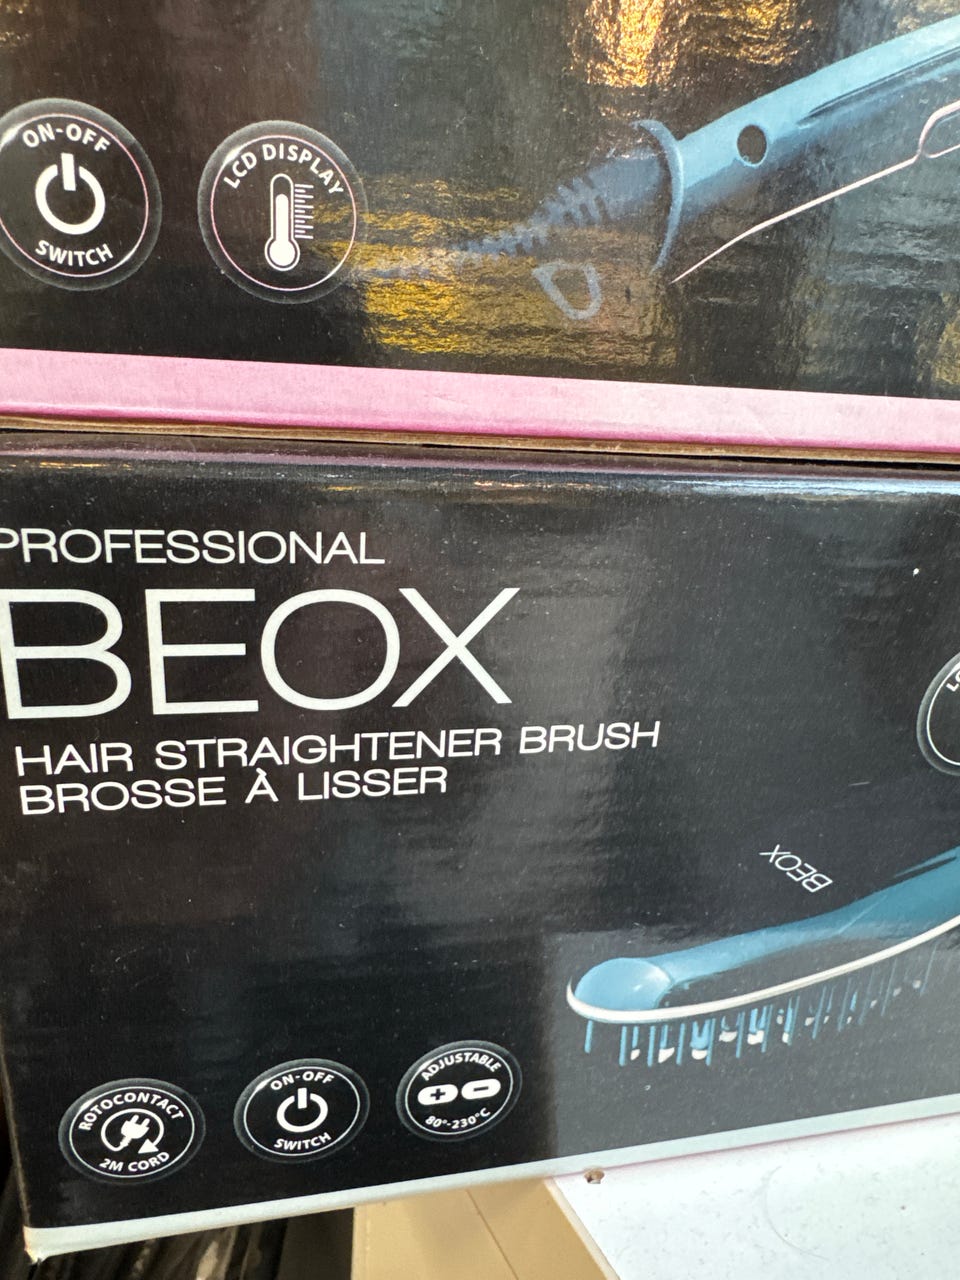 ON-OFF
SWITCH
LCD DISPLAY
PROFESSIONAL
BEOX
HAIR STRAIGHTENER BRUSH
BROSSE À LISSER
BEOX
ROTOCONTACT
2M CORD
ON-OFF
SWITCH
ADJUSTABLE
80°-230°C